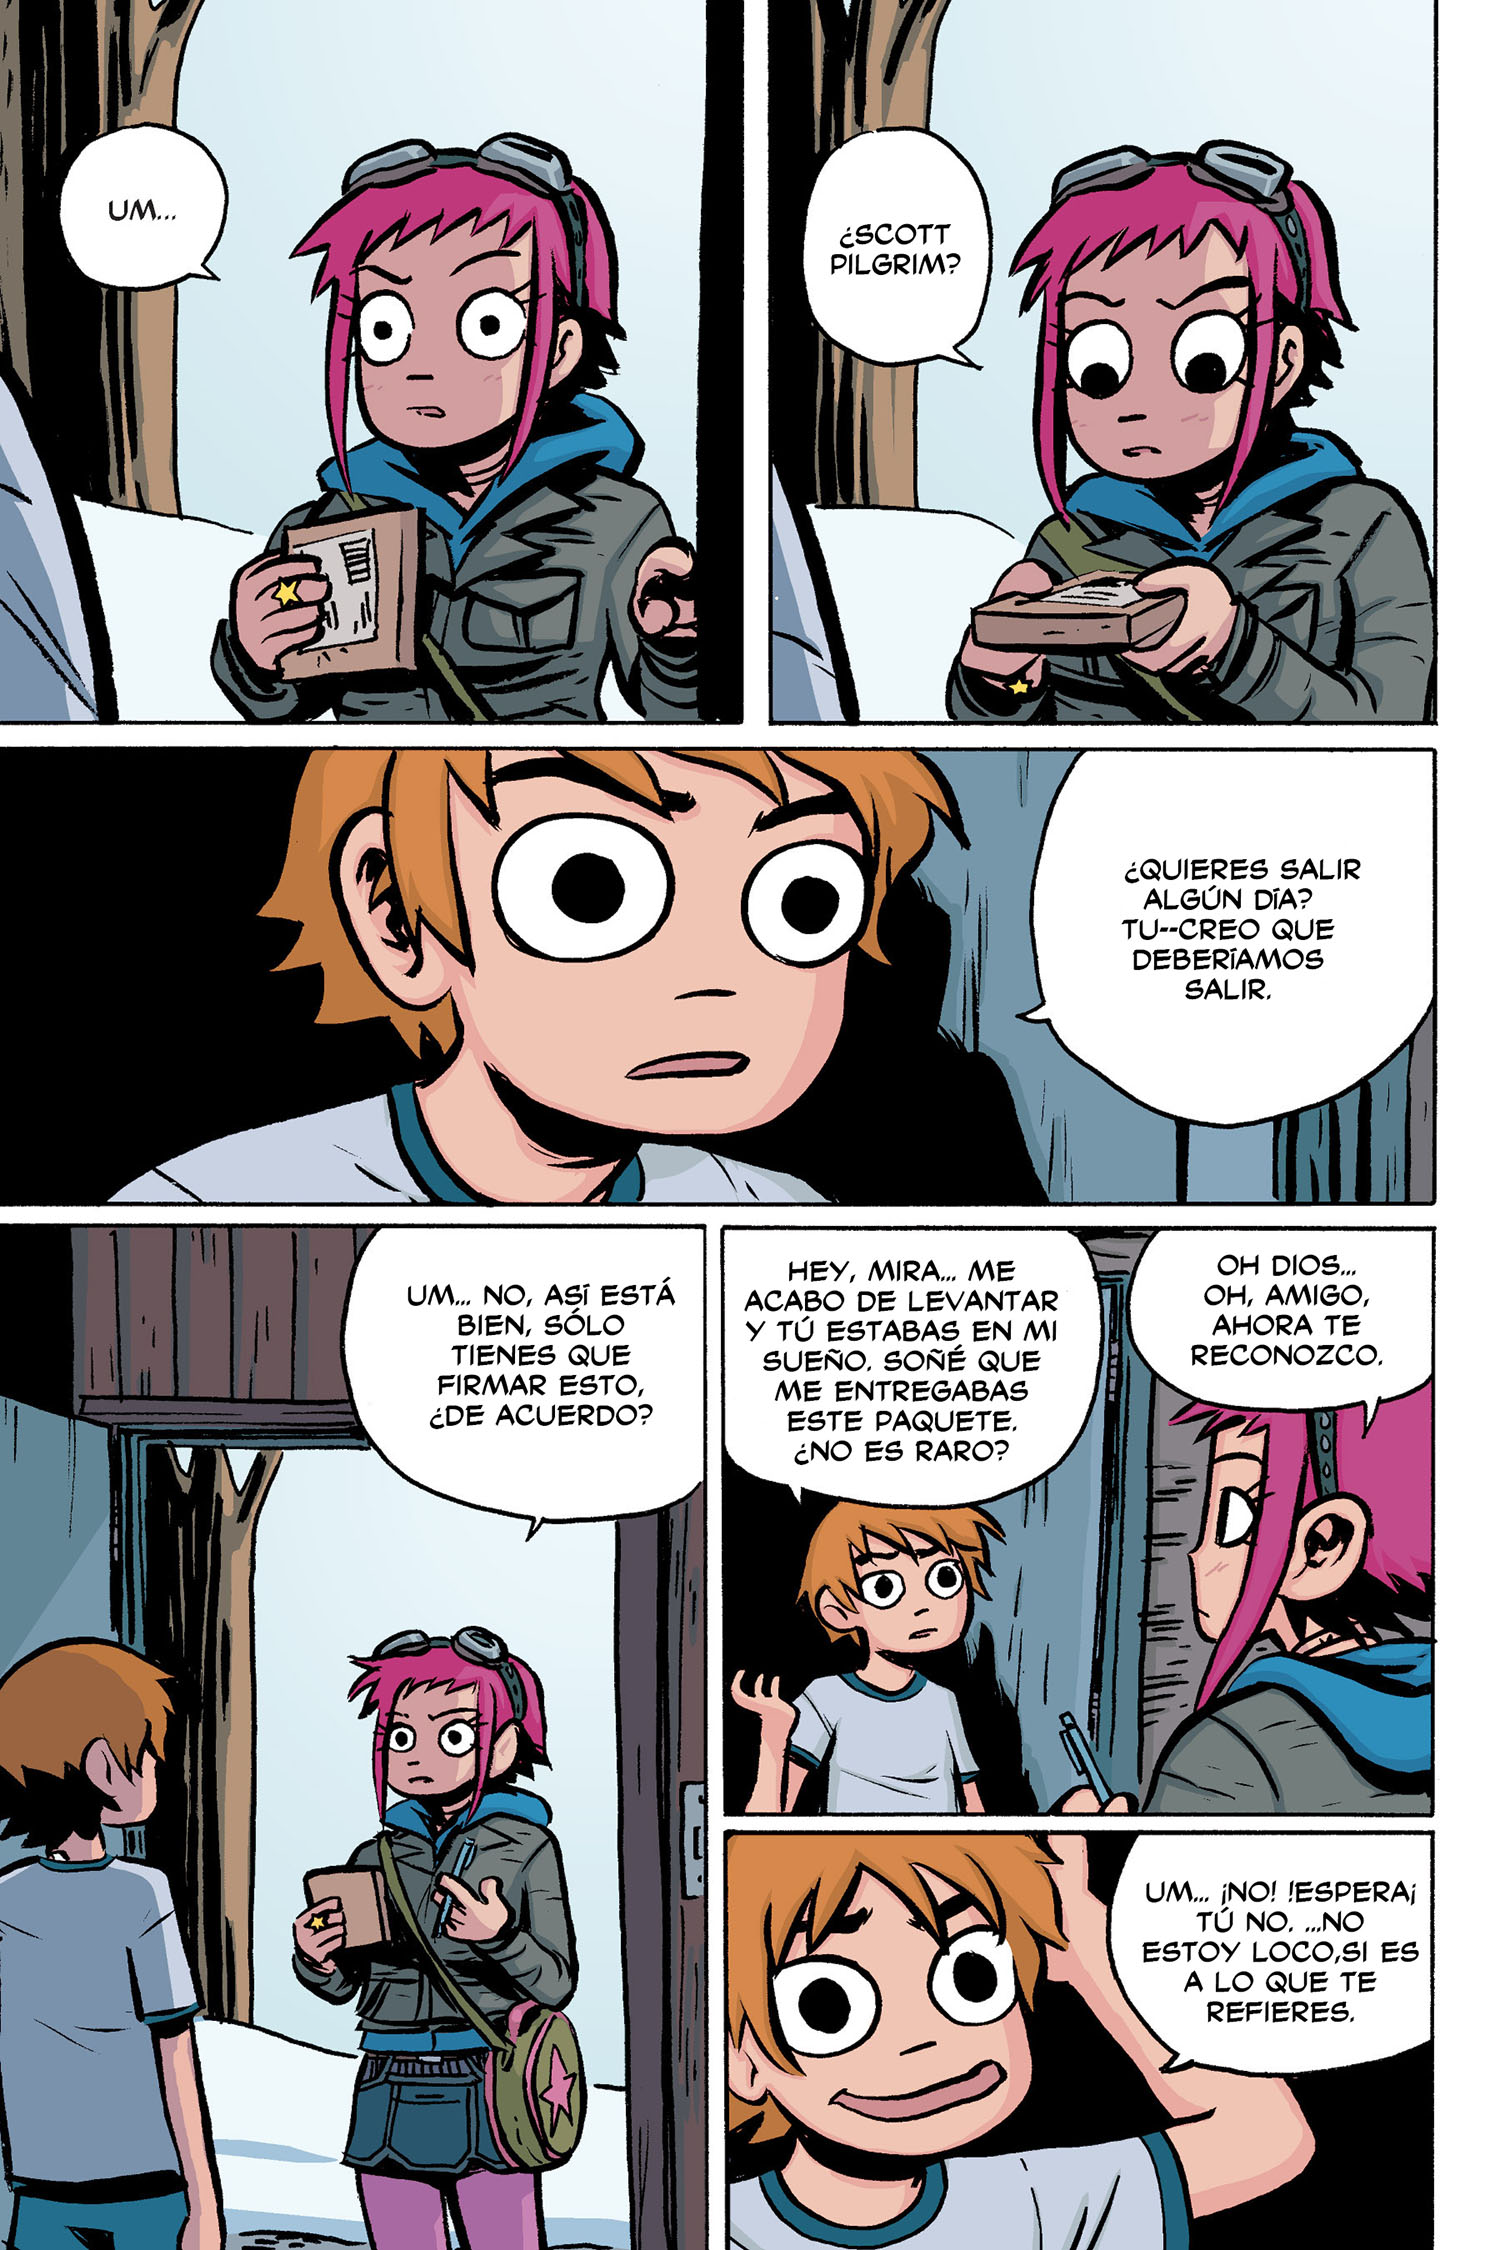 UM...
¿SCOTT
PILGRIM?
¿QUIERES SALIR
ALGÚN DÍA?
TU--CREO QUE
DEBERÍAMOS
SALIR.
UM... NO, ASÍ ESTÁ
BIEN, SÓLO
TIENES QUE
FIRMAR ESTO,
¿DE ACUERDO?
HEY, MIRA... ME
ACABO DE LEVANTAR
Y TÚ ESTABAS EN MI
SUEÑO. SOÑÉ QUE
ME ENTREGABAS
ESTE PAQUETE.
¿NO ES RARO?
OH DIOS...
OH, AMIGO,
AHORA TE
RECONOZCO.
UM... ¡NO! !ESPERA¡
TÚ NO. ...NO
ESTOY LOCO,SI ES
A LO QUE TE
REFIERES.